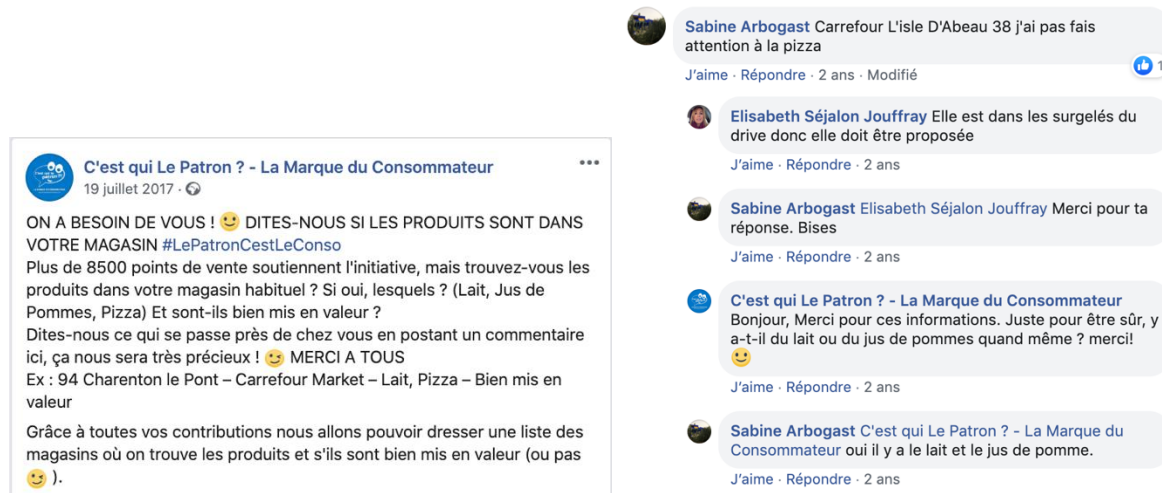 C'est qui Le Patron ? - La Marque du Consommateur
19 juillet 2017 ·
ON A BESOIN DE VOUS ! 🙂 DITES-NOUS SI LES PRODUITS SONT DANS
VOTRE MAGASIN #LePatronCestLeConso
Plus de 8500 points de vente soutiennent l'initiative, mais trouvez-vous les
produits dans votre magasin habituel ? Si oui, lesquels ? (Lait, Jus de
Pommes, Pizza) Et sont-ils bien mis en valeur ?
Dites-nous ce qui se passe près de chez vous en postant un commentaire
ici, ça nous sera très précieux ! 😉 MERCI A TOUS
Ex : 94 Charenton le Pont – Carrefour Market – Lait, Pizza – Bien mis en
valeur
Grâce à toutes vos contributions nous allons pouvoir dresser une liste des
magasins où on trouve les produits et s'ils sont bien mis en valeur (ou pas
😉 ).
Sabine Arbogast Carrefour L'isle D'Abeau 38 j'ai pas fais
attention à la pizza
J'aime · Répondre · 2 ans · Modifié
1
Elisabeth Séjalon Jouffray Elle est dans les surgelés du
drive donc elle doit être proposée
J'aime · Répondre · 2 ans
Sabine Arbogast Elisabeth Séjalon Jouffray Merci pour ta
réponse. Bises
J'aime · Répondre · 2 ans
C'est qui Le Patron ? - La Marque du Consommateur
Bonjour, Merci pour ces informations. Juste pour être sûr, y
a-t-il du lait ou du jus de pommes quand même ? merci!
🙂
J'aime · Répondre · 2 ans
Sabine Arbogast C'est qui Le Patron ? - La Marque du
Consommateur oui il y a le lait et le jus de pomme.
J'aime · Répondre · 2 ans